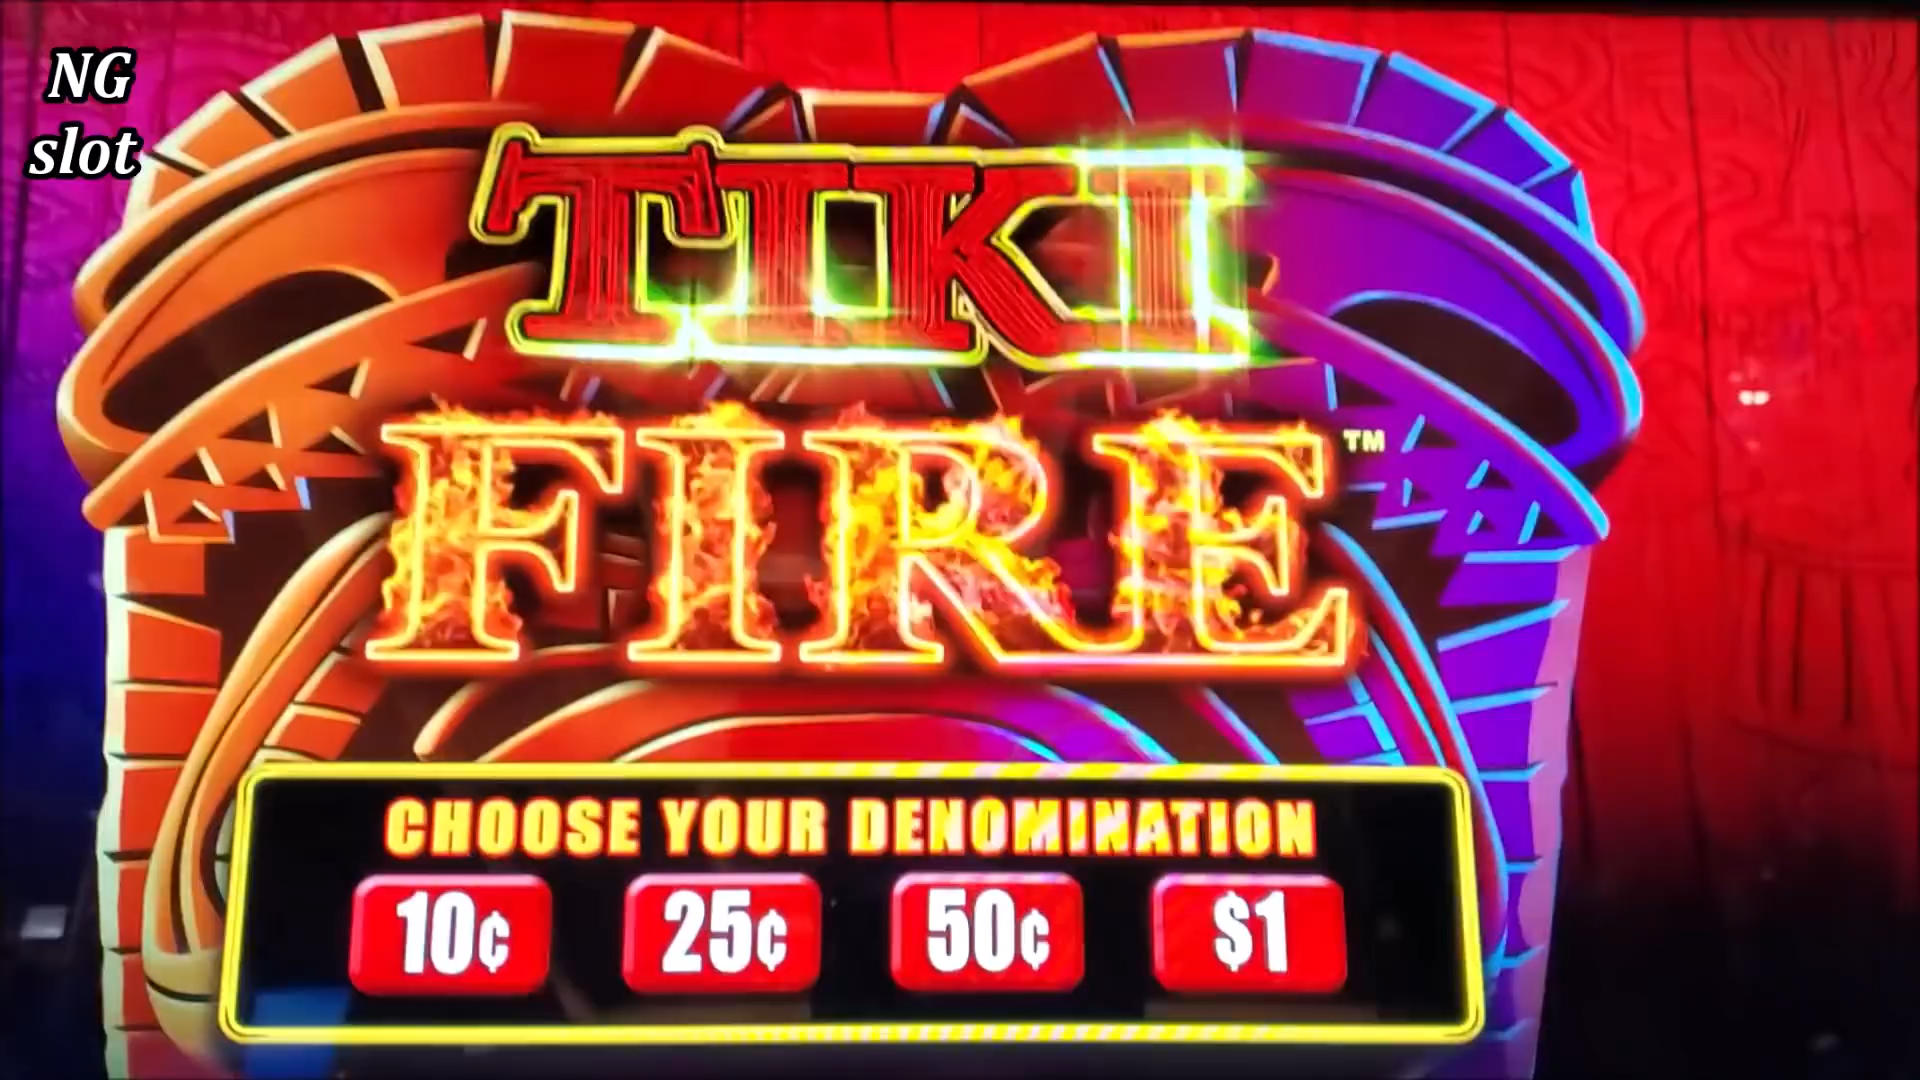 NG
slot
TIKI
FIRE™
CHOOSE YOUR DENOMINATION
10¢ 25¢ 50¢ $1